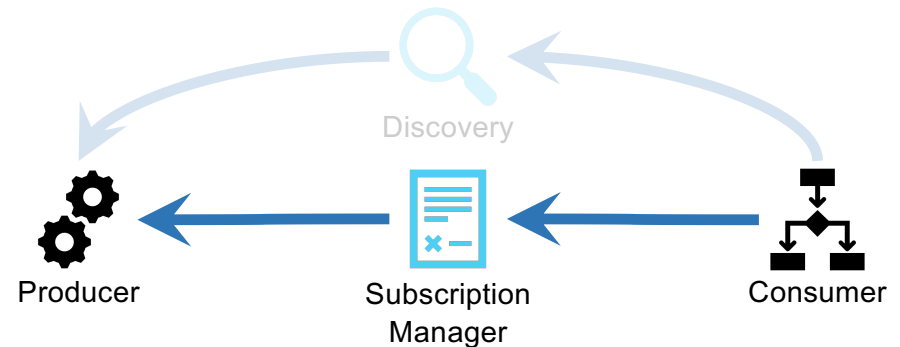 Discovery
Producer
Subscription
Manager
Consumer